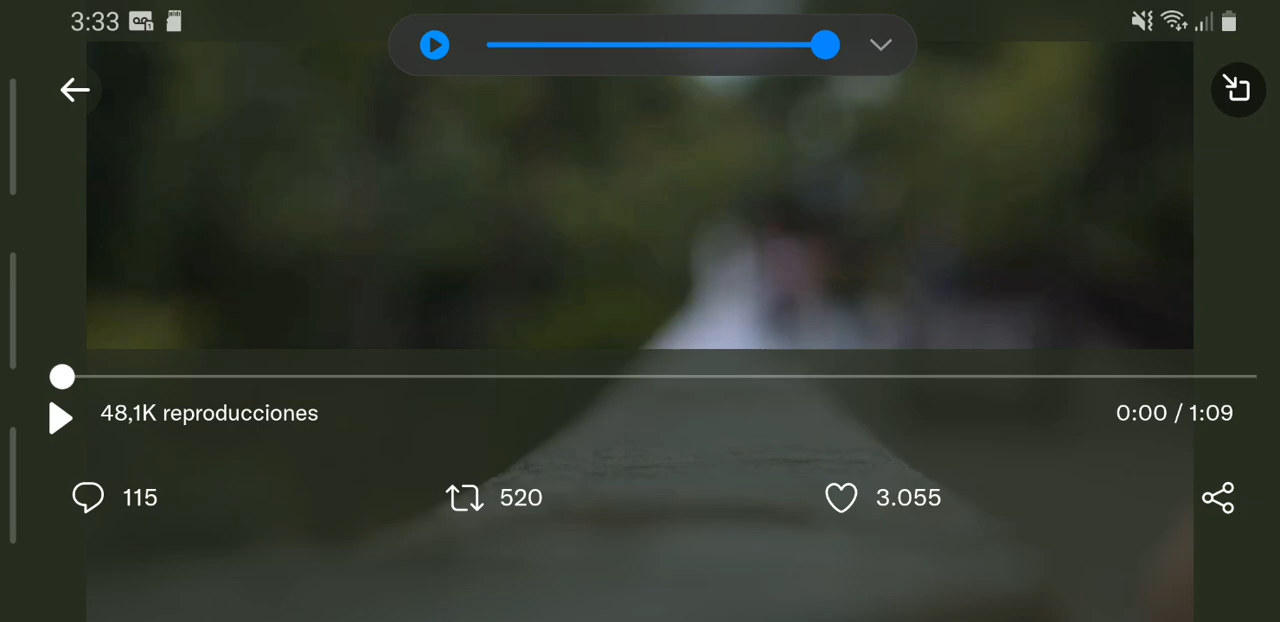 3:33
48,1K reproducciones
0:00 / 1:09
115
520
3.055